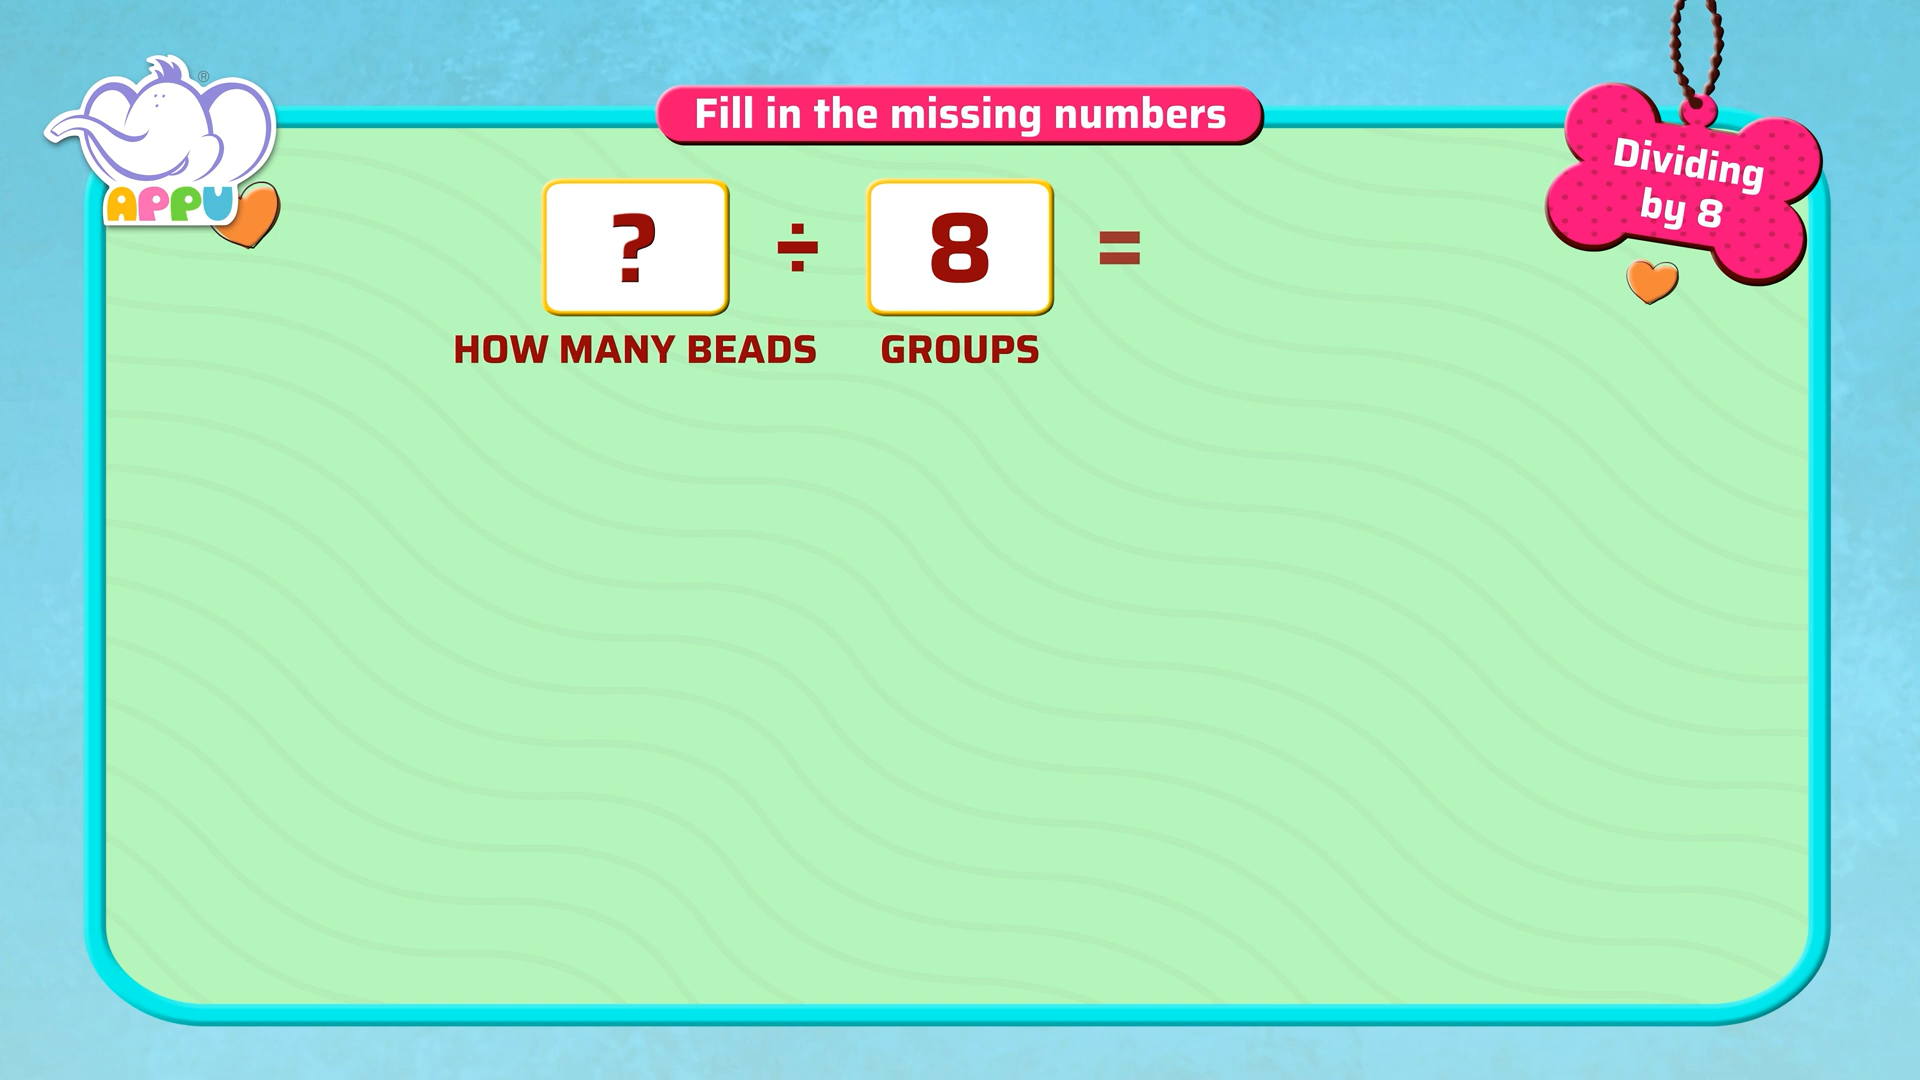 ®
APPU
Fill in the missing numbers
Dividing
by 8
? ÷ 8 =
HOW MANY BEADS GROUPS